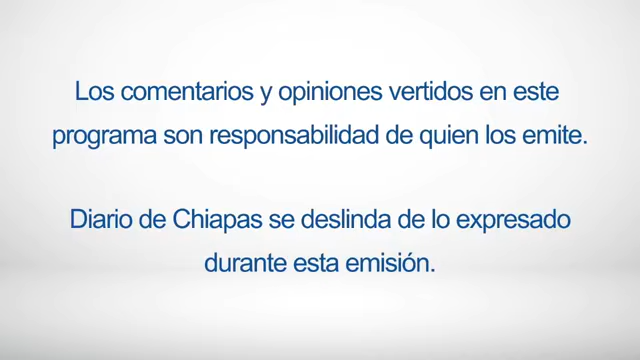 Los comentarios y opiniones vertidos en este
programa son responsabilidad de quien los emite.
Diario de Chiapas se deslinda de lo expresado
durante esta emisión.